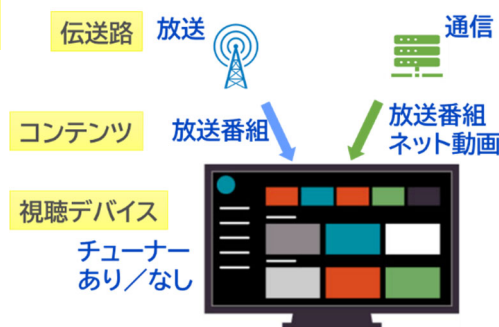 伝送路
放送
通信
コンテンツ
放送番組
放送番組
ネット動画
視聴デバイス
チューナー
あり／なし